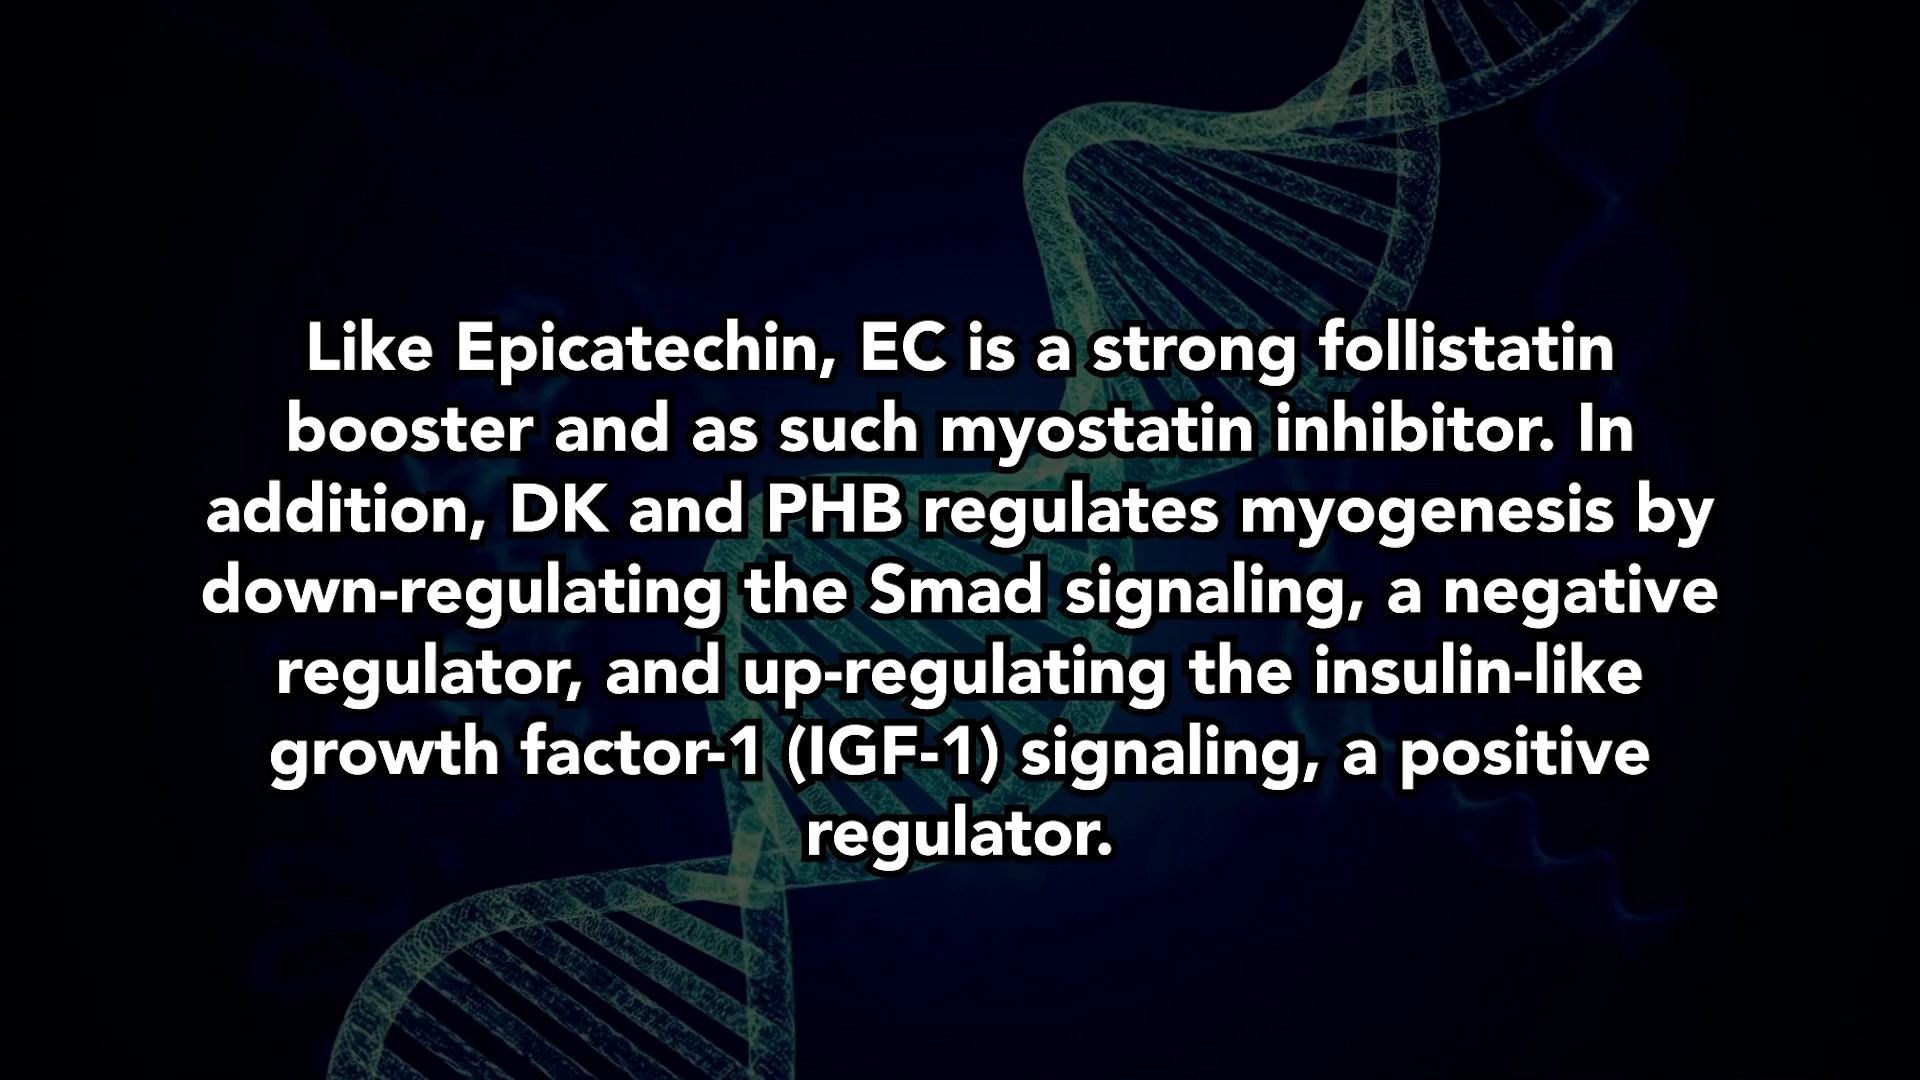 Like Epicatechin, EC is a strong follistatin
booster and as such myostatin inhibitor. In
addition, DK and PHB regulates myogenesis by
down-regulating the Smad signaling, a negative
regulator, and up-regulating the insulin-like
growth factor-1 (IGF-1) signaling, a positive
regulator.